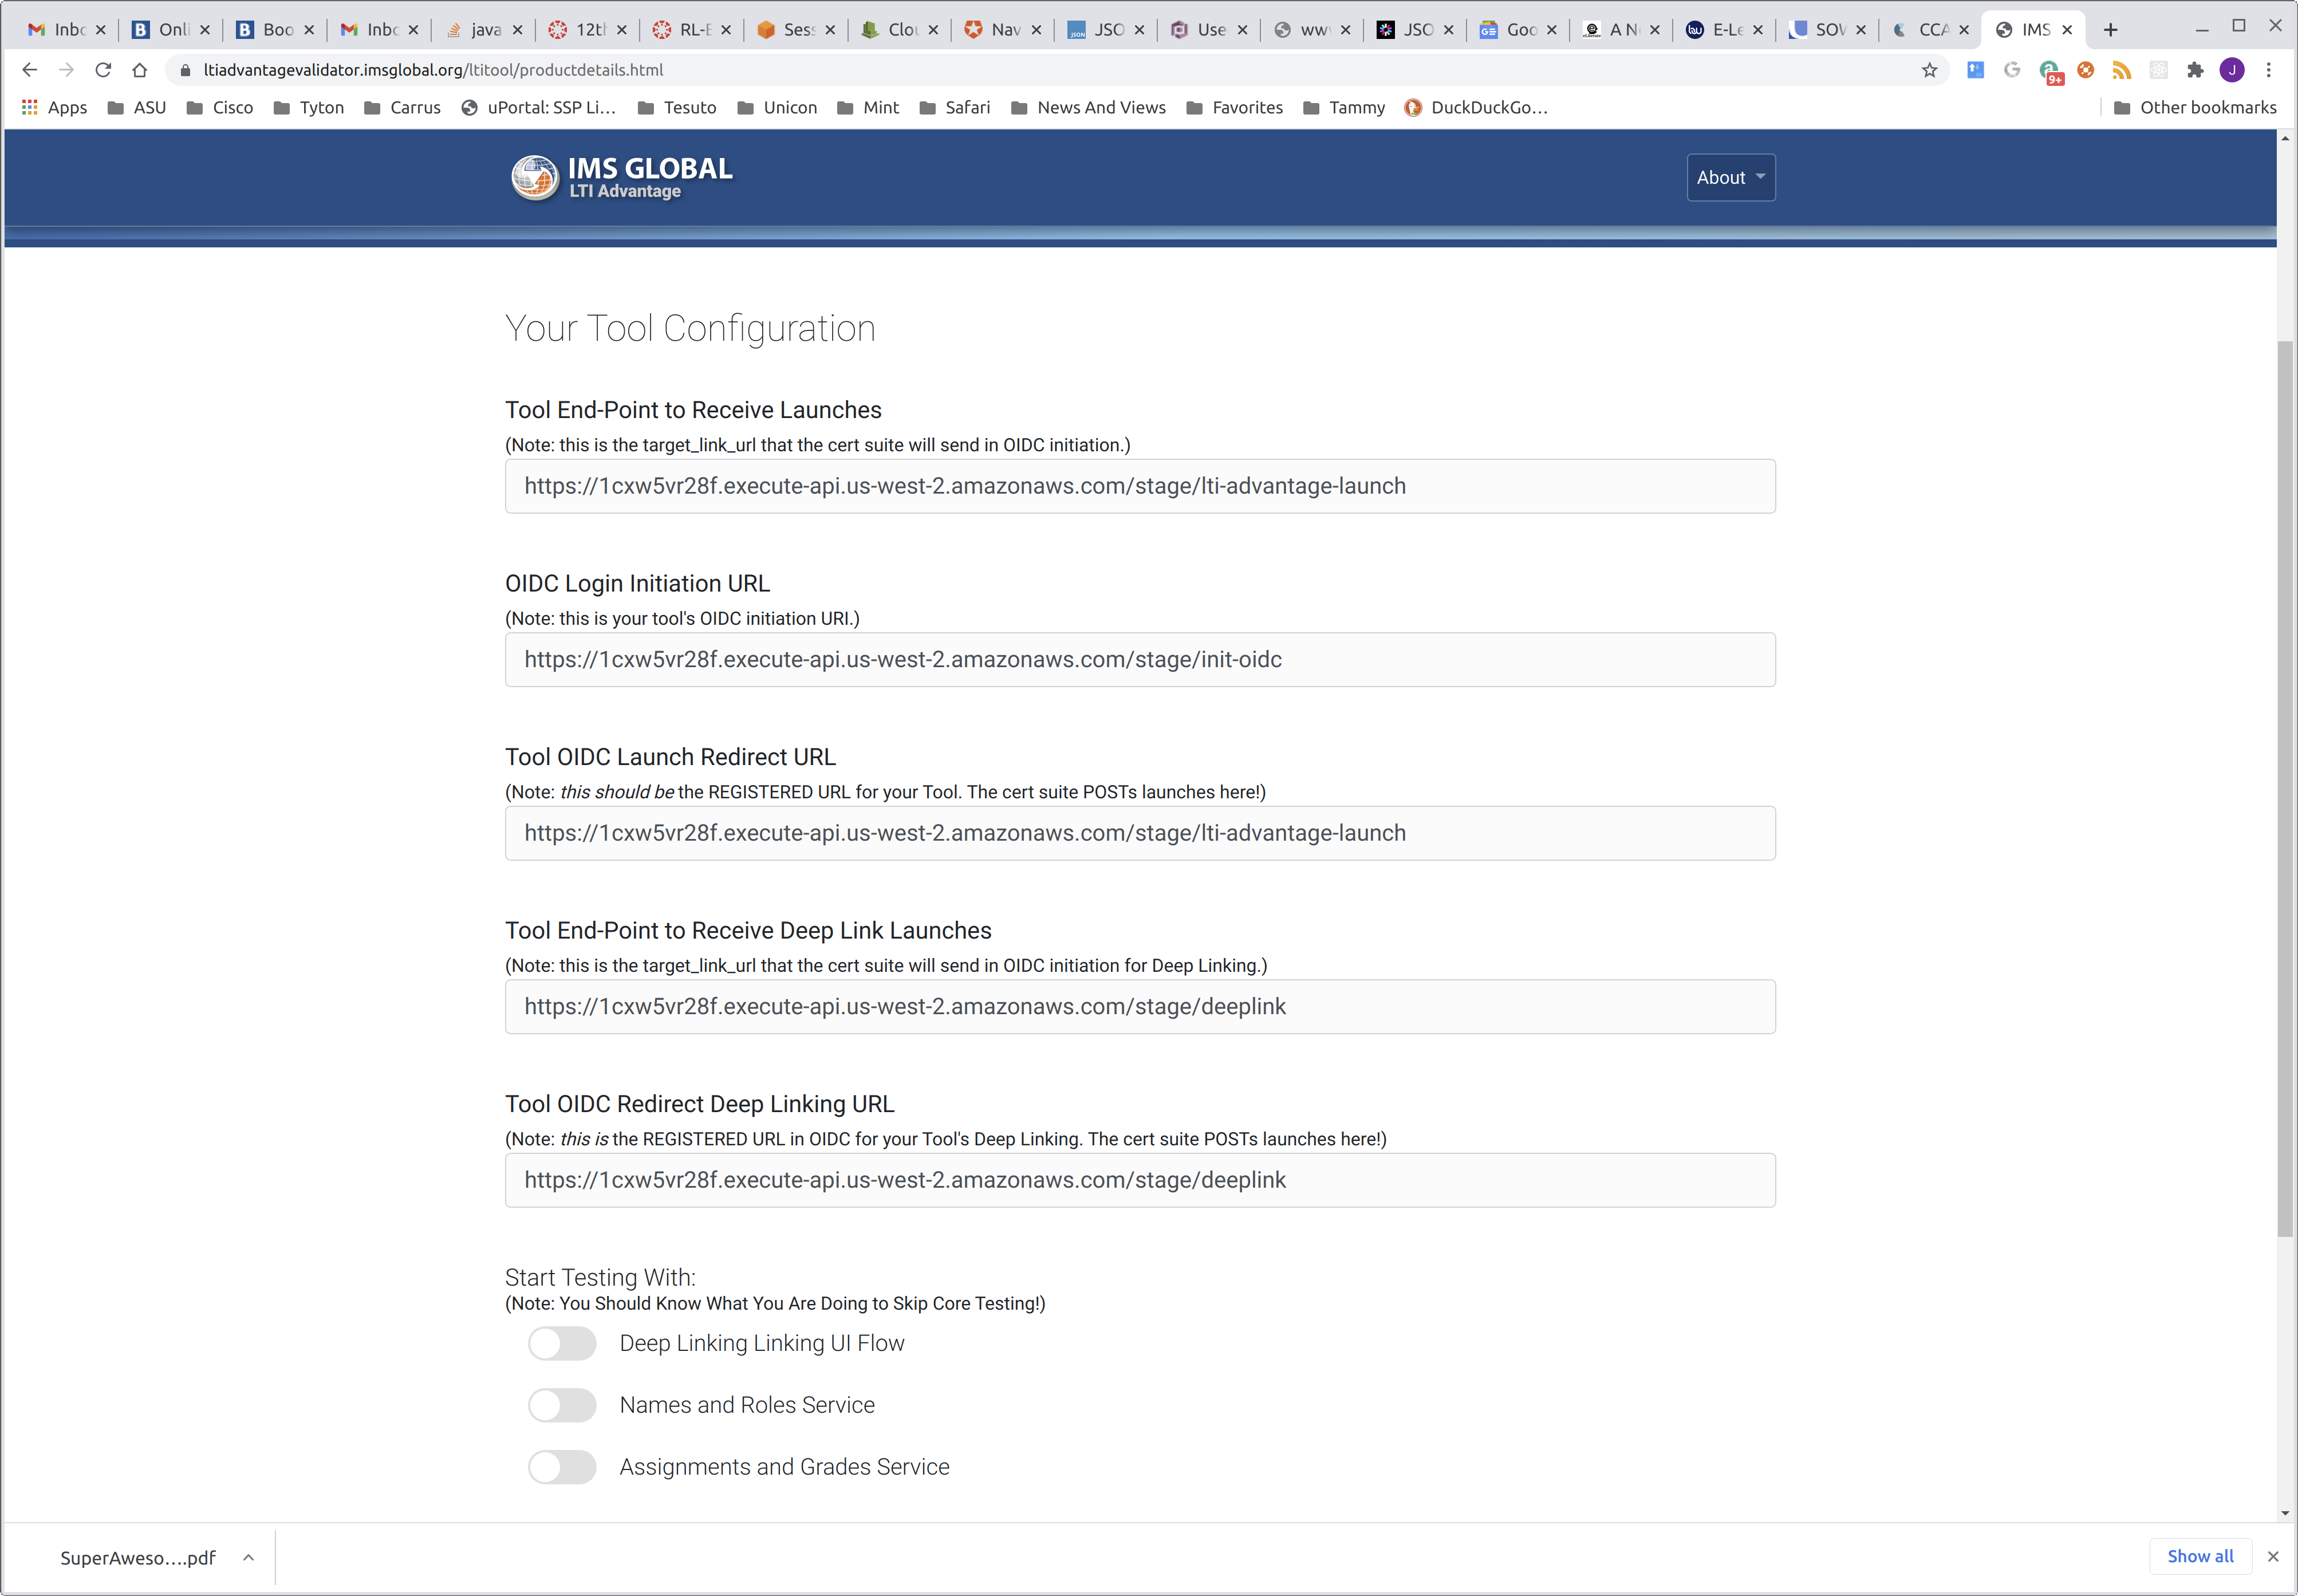 Inbc
Onli
Boo
Inbc
java
12th
RL-E
Sess
Clou
Nav
JSO
Use
ww
JSO
Goo
A N
E-Le
SOW
CCA
IMS
ltiadvantagevalidator.imsglobal.org/ltitool/productdetails.html
9+
J
Apps
ASU
Cisco
Tyton
Carrus
uPortal: SSP Li...
Tesuto
Unicon
Mint
Safari
News And Views
Favorites
Tammy
DuckDuckGo...
Other bookmarks
IMS GLOBAL
LTI Advantage
About
Your Tool Configuration
Tool End-Point to Receive Launches
(Note: this is the target_link_url that the cert suite will send in OIDC initiation.)
https://1cxw5vr28f.execute-api.us-west-2.amazonaws.com/stage/lti-advantage-launch
OIDC Login Initiation URL
(Note: this is your tool's OIDC initiation URI.)
https://1cxw5vr28f.execute-api.us-west-2.amazonaws.com/stage/init-oidc
Tool OIDC Launch Redirect URL
(Note: this should be the REGISTERED URL for your Tool. The cert suite POSTs launches here!)
https://1cxw5vr28f.execute-api.us-west-2.amazonaws.com/stage/lti-advantage-launch
Tool End-Point to Receive Deep Link Launches
(Note: this is the target_link_url that the cert suite will send in OIDC initiation for Deep Linking.)
https://1cxw5vr28f.execute-api.us-west-2.amazonaws.com/stage/deeplink
Tool OIDC Redirect Deep Linking URL
(Note: this is the REGISTERED URL in OIDC for your Tool's Deep Linking. The cert suite POSTs launches here!)
https://1cxw5vr28f.execute-api.us-west-2.amazonaws.com/stage/deeplink
Start Testing With:
(Note: You Should Know What You Are Doing to Skip Core Testing!)
Deep Linking Linking UI Flow
Names and Roles Service
Assignments and Grades Service
SuperAweso....pdf
Show all